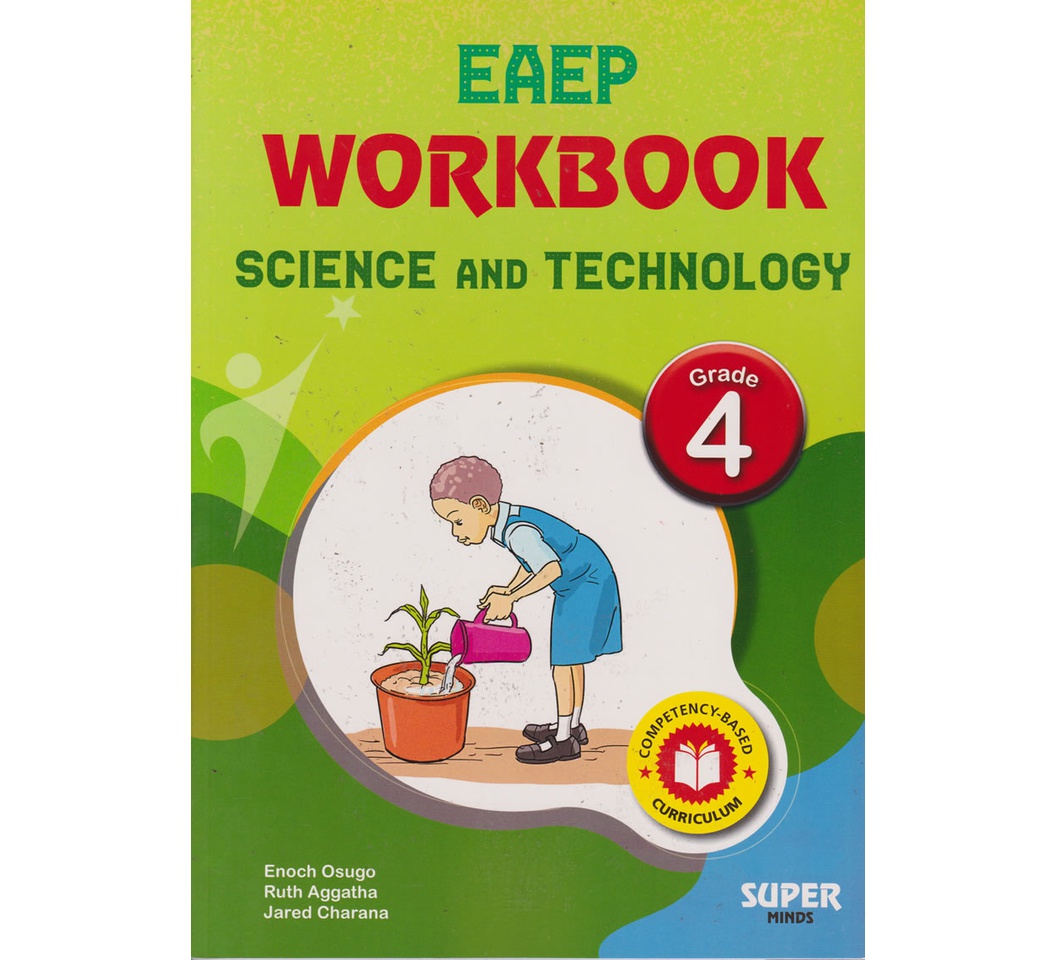 EAEP
WORKBOOK
SCIENCE AND TECHNOLOGY
Grade
4
COMPETENCY-BASED
CURRICULUM
Enoch Osugo
Ruth Aggatha
Jared Charana
SUPER
MINDS